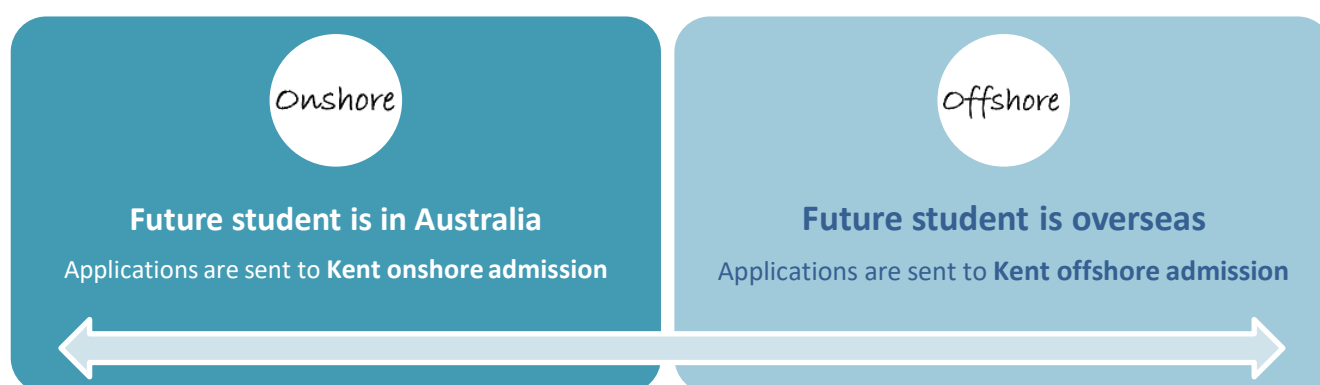 Onshore
Future student is in Australia
Applications are sent to Kent onshore admission
Offshore
Future student is overseas
Applications are sent to Kent offshore admission